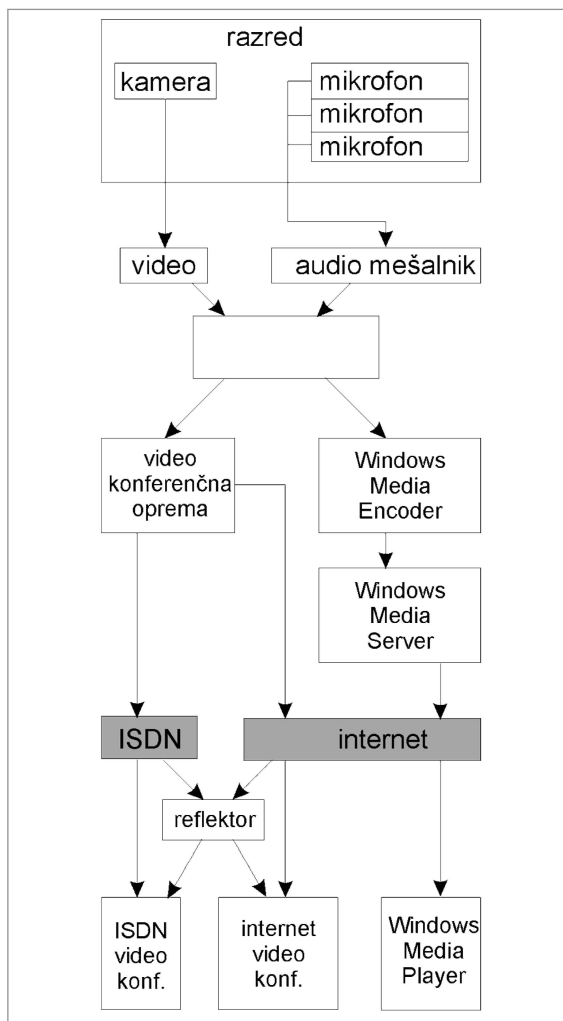 razred
kamera
mikrofon
mikrofon
mikrofon
video
audio mešalnik
video
konferenčna
oprema
Windows
Media
Encoder
Windows
Media
Server
ISDN
internet
reflektor
ISDN
video
konf.
internet
video
konf.
Windows
Media
Player